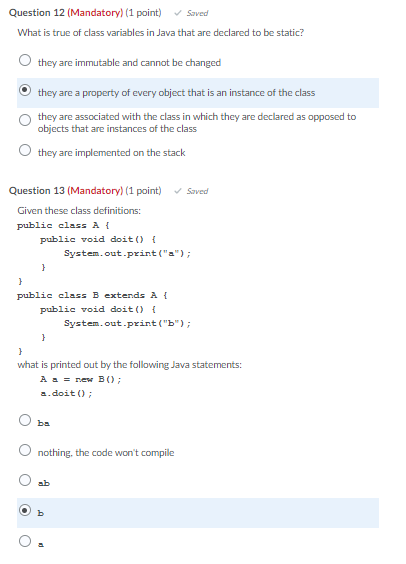 Question 12 (Mandatory) (1 point) ✓ Saved
What is true of class variables in Java that are declared to be static?
they are immutable and cannot be changed
they are a property of every object that is an instance of the class
they are associated with the class in which they are declared as opposed to
objects that are instances of the class
they are implemented on the stack
Question 13 (Mandatory) (1 point) ✓ Saved
Given these class definitions:
public class A {
public void doit() {
System.out.print("a");
}
}
public class B extends A {
public void doit() {
System.out.print("b");
}
}
what is printed out by the following Java statements:
A a = new B();
a.doit();
ba
nothing, the code won't compile
ab
b
a